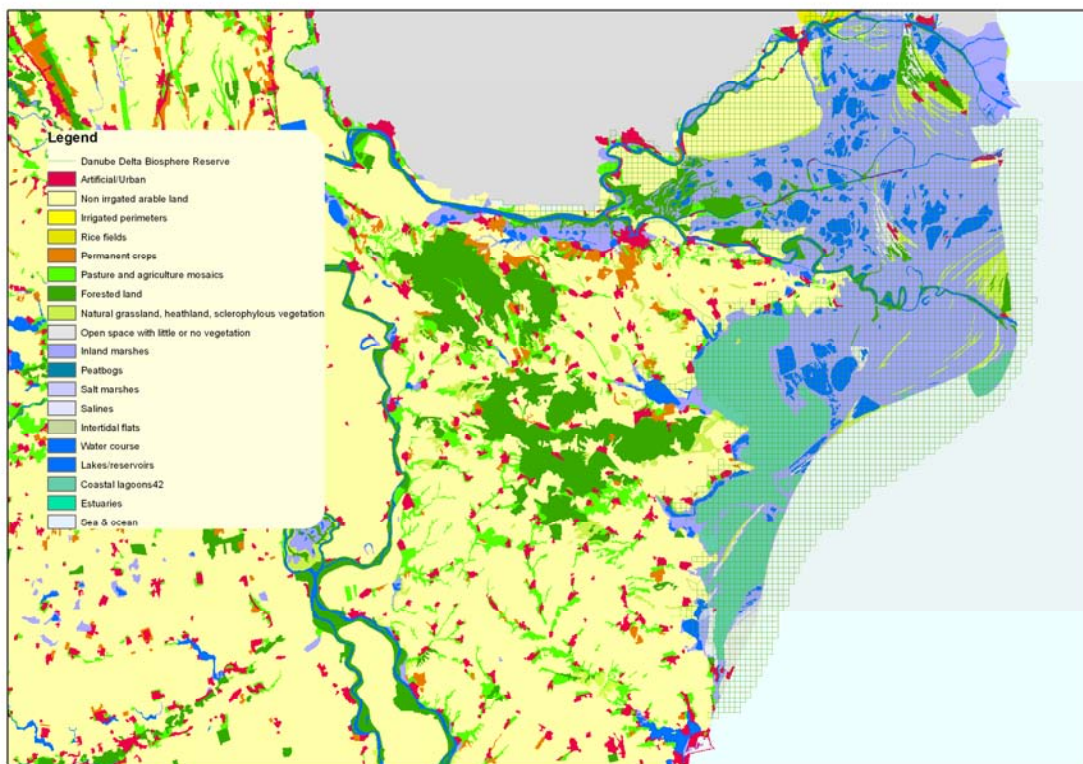 Legend
Danube Delta Biosphere Reserve
Artificial/Urban
Non irrgated arable land
Irrigated perimeters
Rice fields
Permanent crops
Pasture and agriculture mosaics
Forested land
Natural grassland, heathland, sclerophylous vegetation
Open space with little or no vegetation
Inland marshes
Peatbogs
Salt marshes
Salines
Intertidal flats
Water course
Lakes/reservoirs
Coastal lagoons42
Estuaries
Sea & ocean